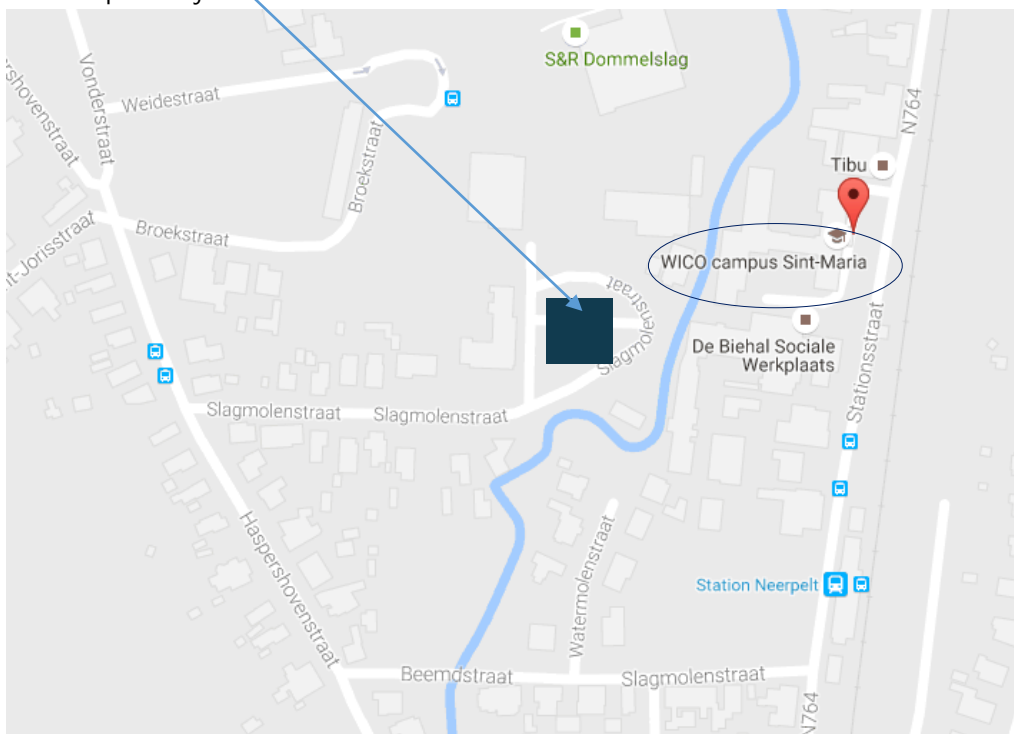 S&R Dommelslag
Vonderstraat
Weidestraat
N764
Tibu
Broekstraat
Broekstraat
WICO campus Sint-Maria
Slagmolenstraat
De Biehal Sociale
Werkplaats
Stationsstraat
Slagmolenstraat
Slagmolenstraat
Haspershovenstraat
Watermolenstraat
Station Neerpelt
Beemdstraat
Slagmolenstraat
N764